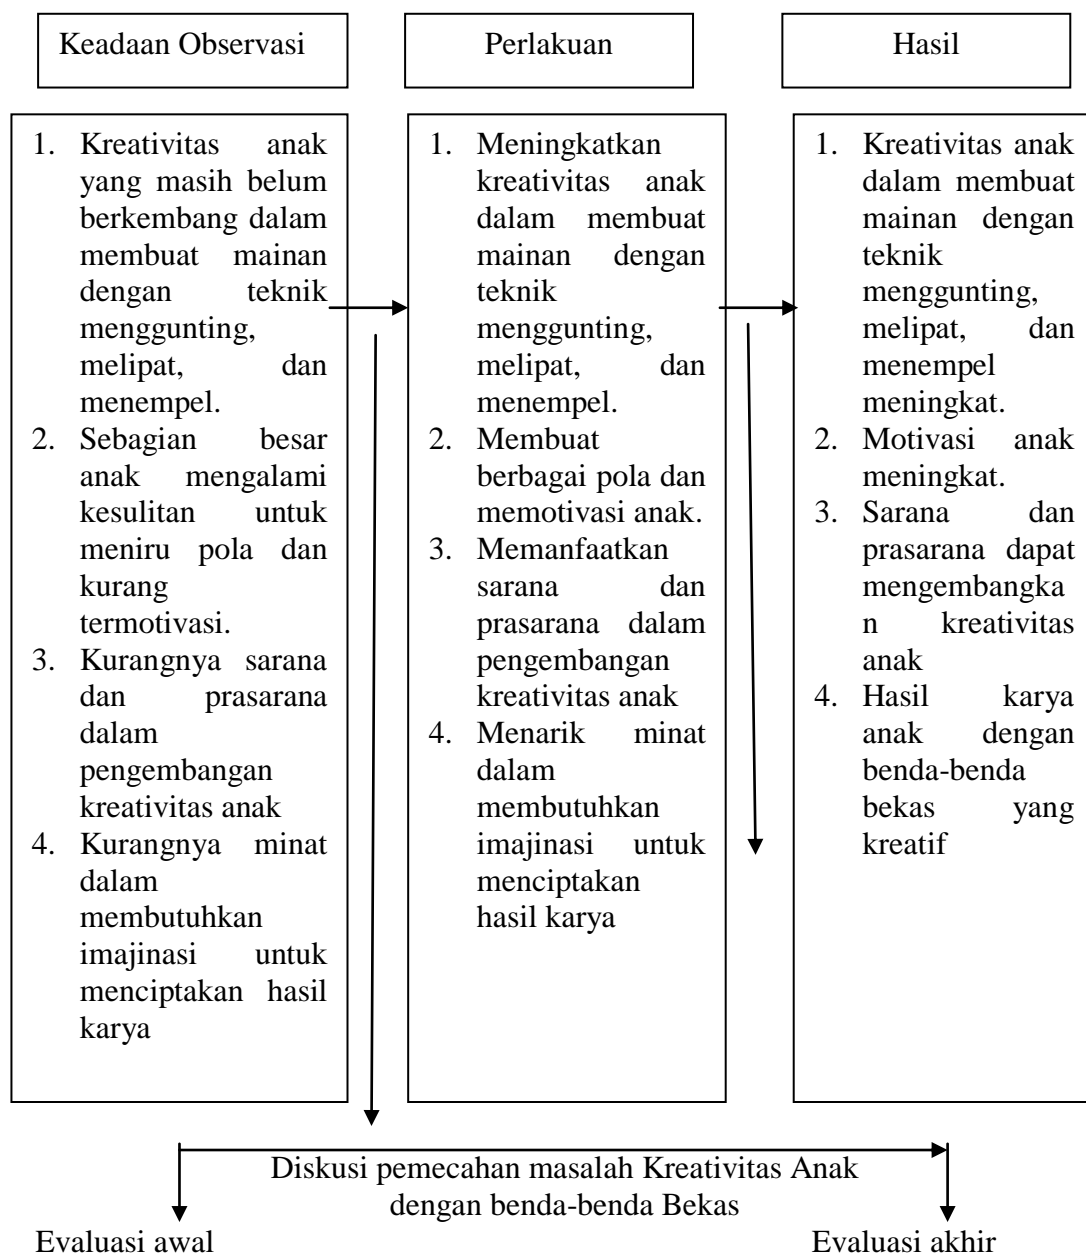 Keadaan Observasi
Perlakuan
Hasil
1. Kreativitas anak
yang masih belum
berkembang dalam
membuat mainan
dengan teknik
menggunting,
melipat, dan
menempel.
2. Sebagian besar
anak mengalami
kesulitan untuk
meniru pola dan
kurang
termotivasi.
3. Kurangnya sarana
dan prasarana
dalam
pengembangan
kreativitas anak
4. Kurangnya minat
dalam
membutuhkan
imajinasi untuk
menciptakan hasil
karya
1. Meningkatkan
kreativitas anak
dalam membuat
mainan dengan
teknik
menggunting,
melipat, dan
menempel.
2. Membuat
berbagai pola dan
memotivasi anak.
3. Memanfaatkan
sarana dan
prasarana dalam
pengembangan
kreativitas anak
4. Menarik minat
dalam
membutuhkan
imajinasi untuk
menciptakan
hasil karya
1. Kreativitas anak
dalam membuat
mainan dengan
teknik
menggunting,
melipat, dan
menempel
meningkat.
2. Motivasi anak
meningkat.
3. Sarana dan
prasarana dapat
mengembangka
n kreativitas
anak
4. Hasil karya
anak dengan
benda-benda
bekas yang
kreatif
Diskusi pemecahan masalah Kreativitas Anak
dengan benda-benda Bekas
Evaluasi awal
Evaluasi akhir